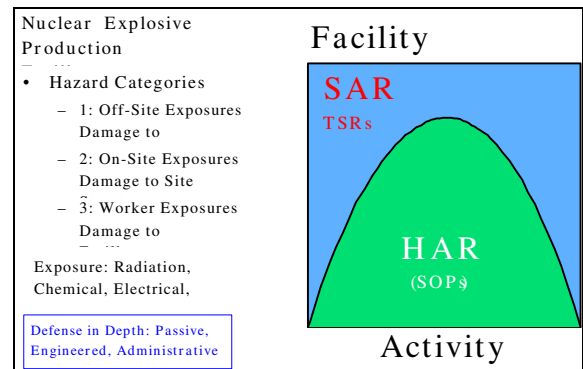 Nuclear Explosive
Production
• Hazard Categories
– 1: Off-Site Exposures
Damage to
– 2: On-Site Exposures
Damage to Site
– 3: Worker Exposures
Damage to
Exposure: Radiation,
Chemical, Electrical,
Defense in Depth: Passive,
Engineered, Administrative
Facility
SAR
TSRs
HAR
(SOPs)
Activity